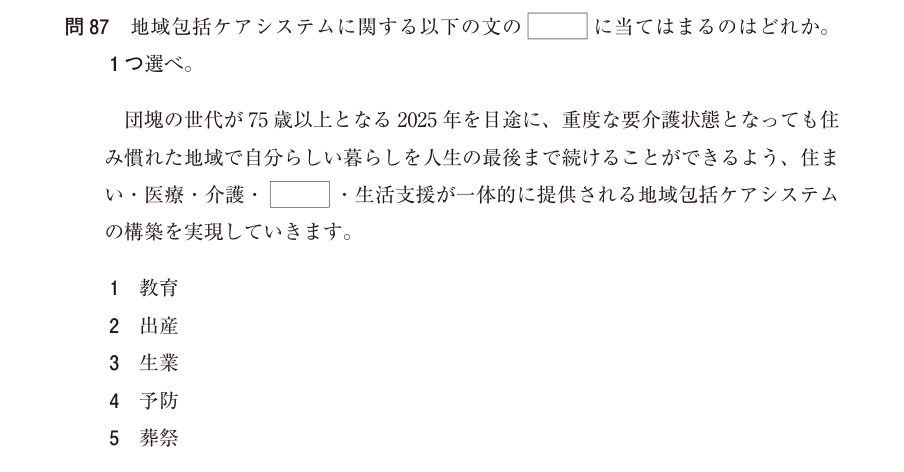 問87 地域包括ケアシステムに関する以下の文の に当てはまるのはどれか。
1つ選べ。
団塊の世代が75歳以上となる2025年を目途に、重度な要介護状態となっても住
み慣れた地域で自分らしい暮らしを人生の最後まで続けることができるよう、住ま
い・医療・介護・ ・生活支援が一体的に提供される地域包括ケアシステム
の構築を実現していきます。
1 教育
2 出産
3 生業
4 予防
5 葬祭